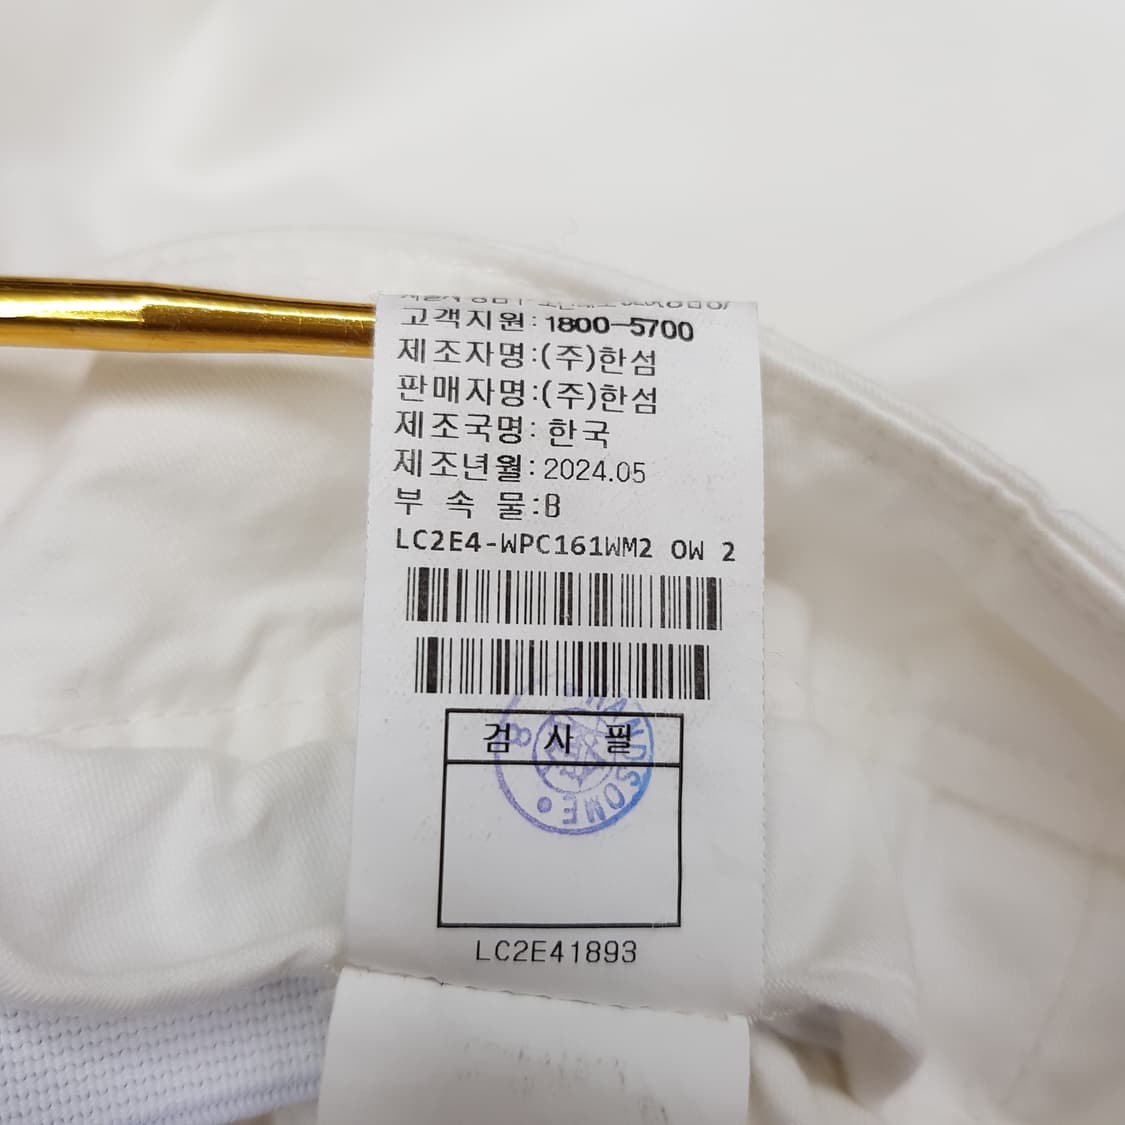 고객지원: 1800-5700
제조자명:(주)한섬
판매자명:(주)한섬
제조국명: 한국
제조년월: 2024.05
부 속 물:B
LC2E4-WPC161WM2 OW 2
검 사 필
HANDSOME
8
LC2E41893